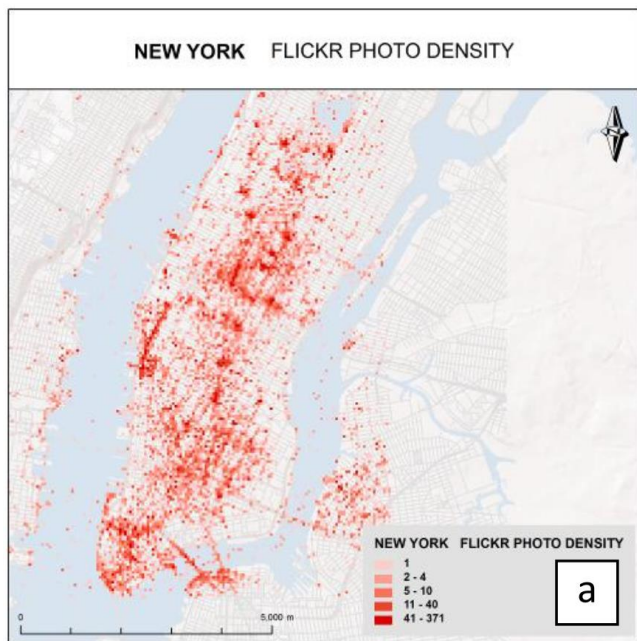 NEW YORK FLICKR PHOTO DENSITY
NEW YORK FLICKR PHOTO DENSITY
1
2 - 4
5 - 10
11 - 40
41 - 371
a
0 5,000 m